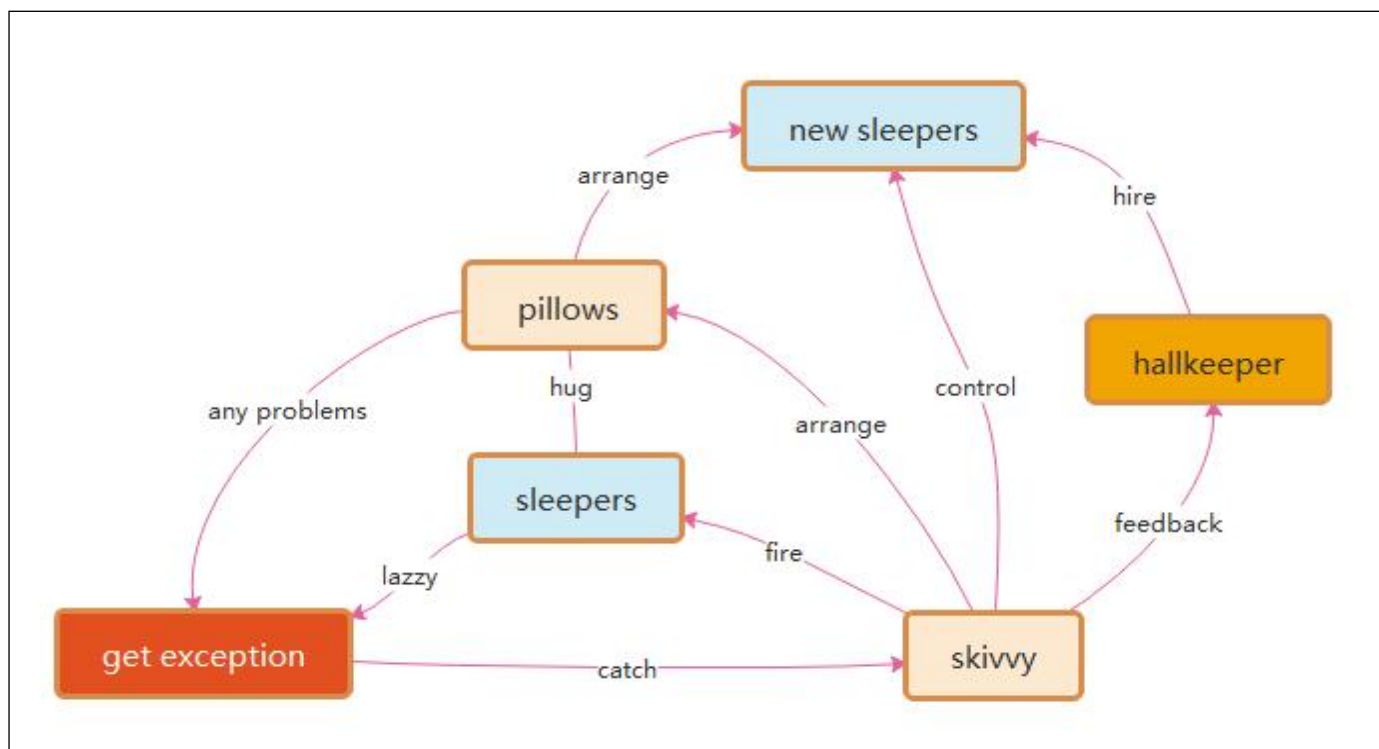 new sleepers
arrange
hire
pillows
hallkeeper
hug
control
any problems
arrange
sleepers
feedback
fire
lazzy
get exception
catch
skivvy